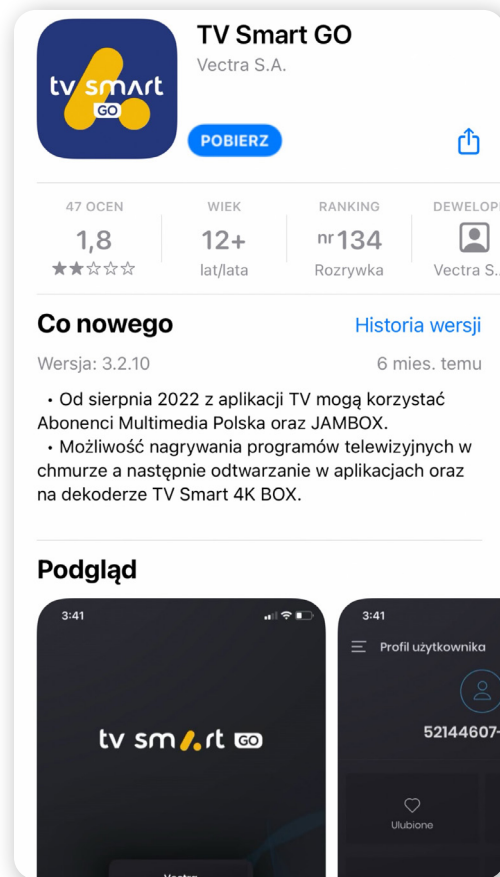 TV Smart GO
Vectra S.A.
tv smart
GO
POBIERZ
47 OCEN
WIEK
RANKING
DEWELOP
1,8
12+
nr134
lat/lata
Rozrywka
Vectra S..
Co nowego
Historia wersji
Wersja: 3.2.10
6 mies. temu
• Od sierpnia 2022 z aplikacji TV mogą korzystać
Abonenci Multimedia Polska oraz JAMBOX.
• Możliwość nagrywania programów telewizyjnych w
chmurze a następnie odtwarzanie w aplikacjach oraz
na dekoderze TV Smart 4K BOX.
Podgląd
3:41
tv smart GO
3:41
Profil użytkownika
52144607-
Ulubione